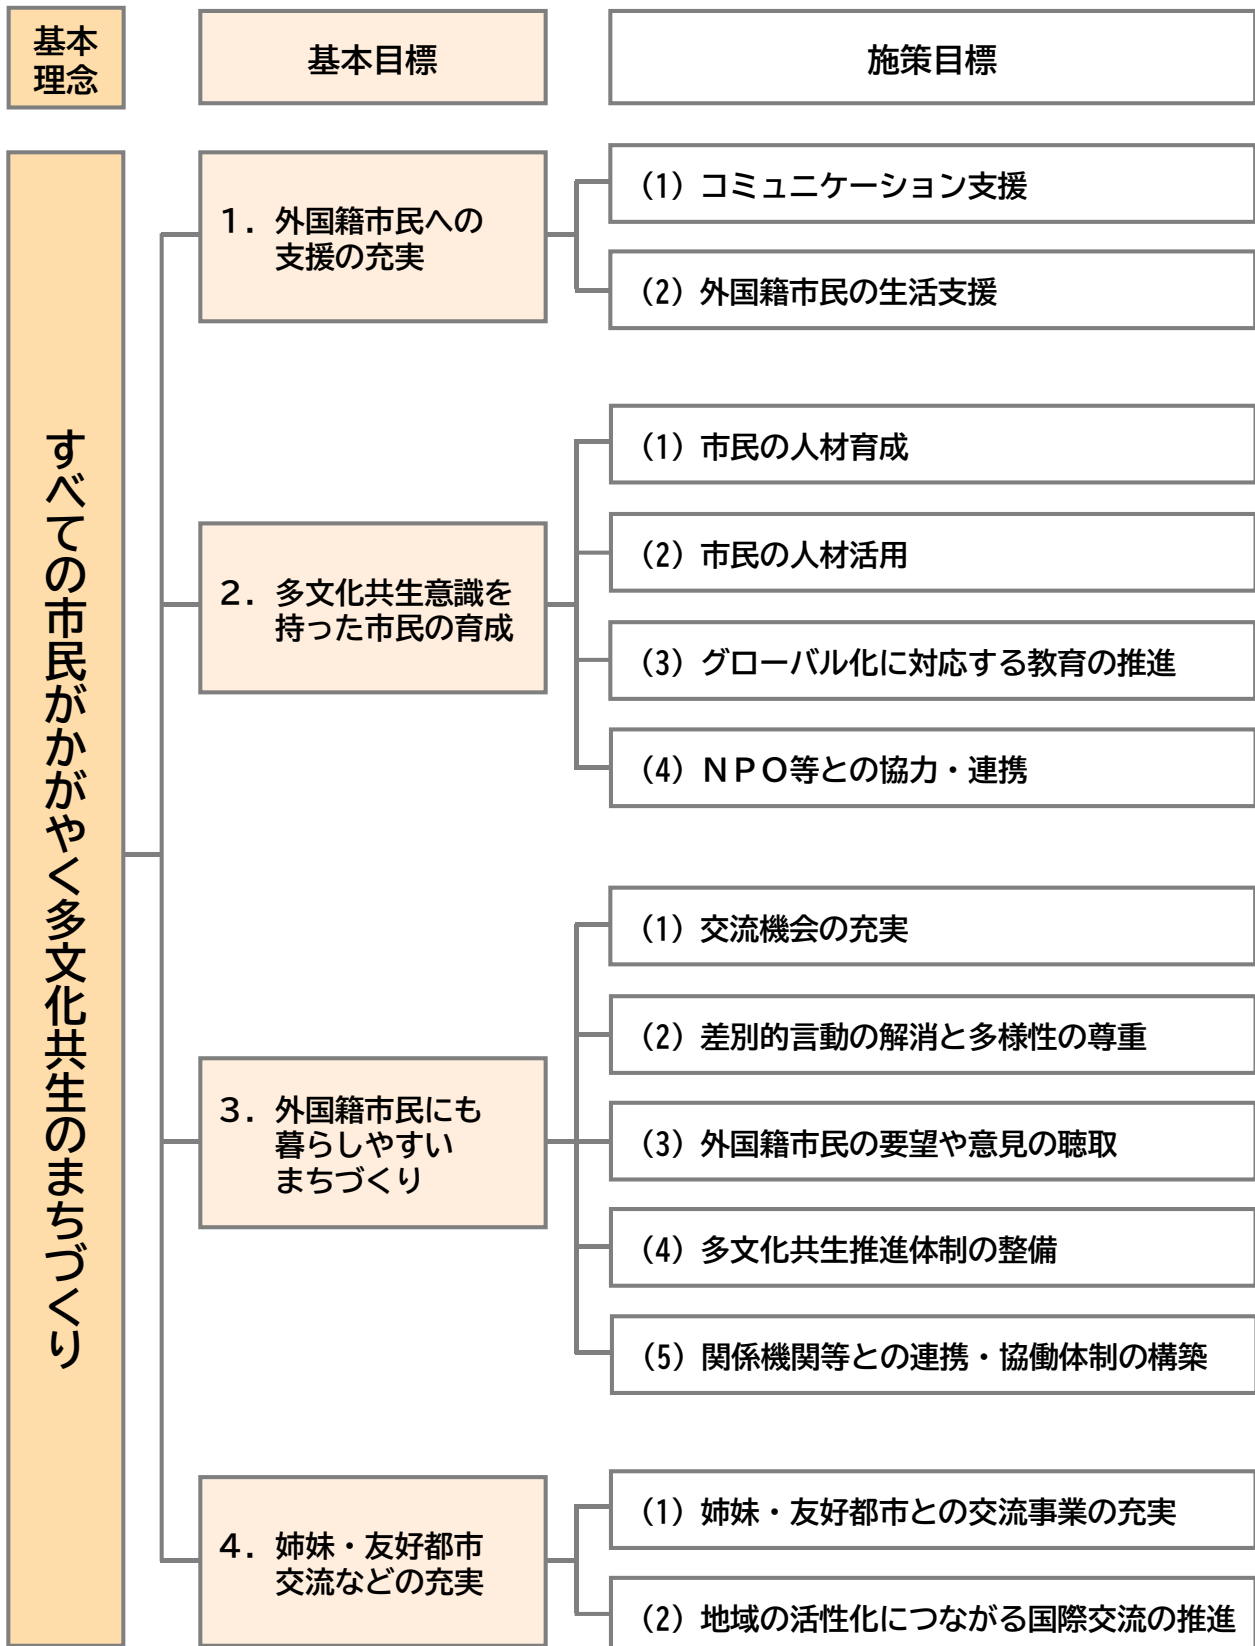 基本
理念
基本目標
施策目標
すべての市民がかがやく多文化共生のまちづくり
1．外国籍市民への
支援の充実
(1) コミュニケーション支援
(2) 外国籍市民の生活支援
2．多文化共生意識を
持った市民の育成
(1) 市民の人材育成
(2) 市民の人材活用
(3) グローバル化に対応する教育の推進
(4) ＮＰＯ等との協力・連携
3．外国籍市民にも
暮らしやすい
まちづくり
(1) 交流機会の充実
(2) 差別的言動の解消と多様性の尊重
(3) 外国籍市民の要望や意見の聴取
(4) 多文化共生推進体制の整備
(5) 関係機関等との連携・協働体制の構築
4．姉妹・友好都市
交流などの充実
(1) 姉妹・友好都市との交流事業の充実
(2) 地域の活性化につながる国際交流の推進